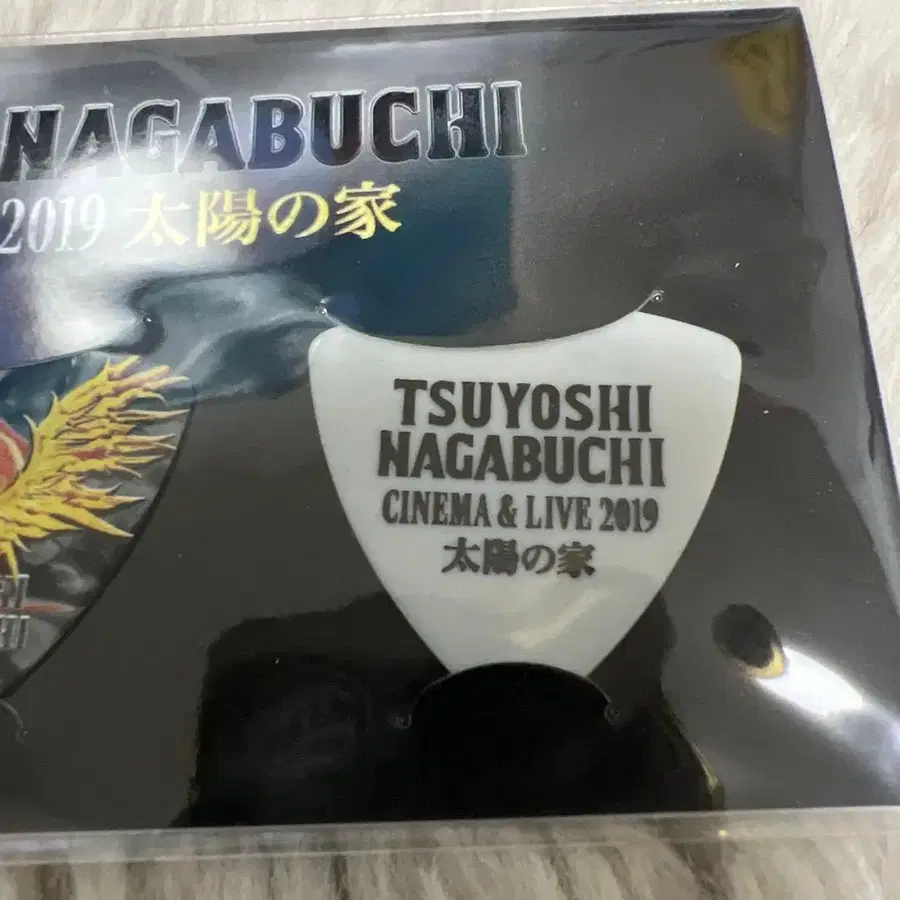 NAGABUCHI
2019 太陽の家
TSUYOSHI
NAGABUCHI
CINEMA & LIVE 2019
太陽の家